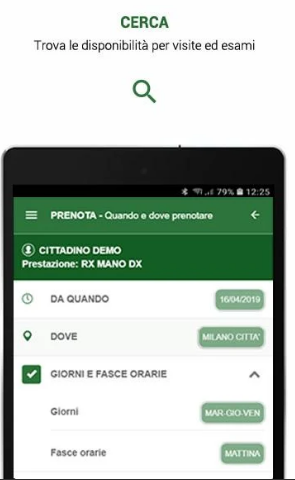 CERCA
Trova le disponibilità per visite ed esami
79% 12:25
PRENOTA - Quando e dove prenotare
CITTADINO DEMO
Prestazione: RX MANO DX
DA QUANDO 16/04/2019
DOVE MILANO CITTA'
GIORNI E FASCE ORARIE
Giorni MAR-GIO-VEN
Fasce orarie MATTINA